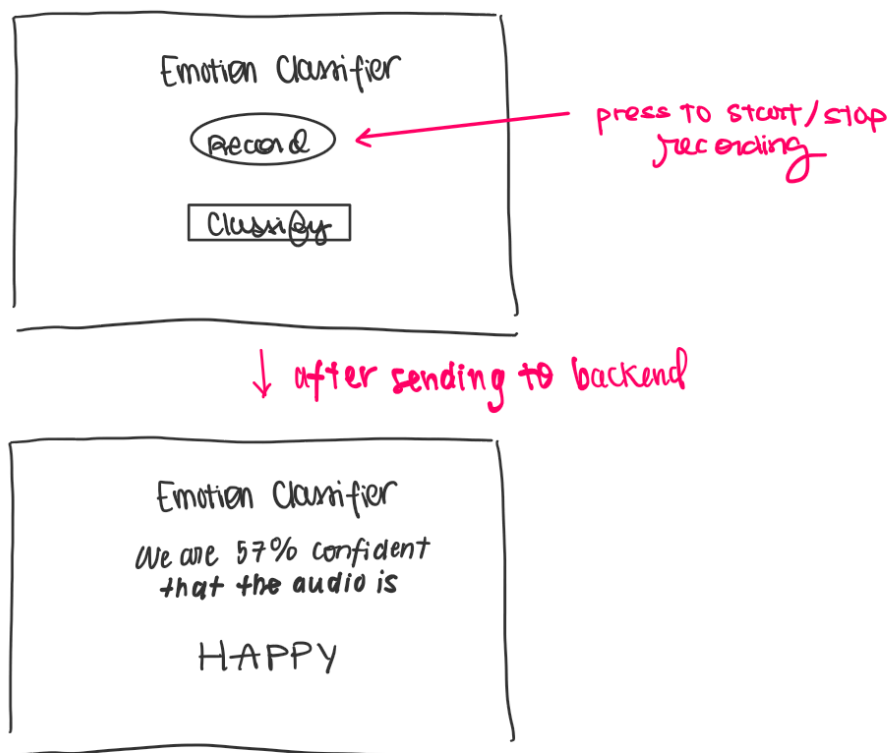 Emotion Classifier
Record
press to start/stop
recording
Classify
after sending to backend
Emotion Classifier
We are 57% confident
that the audio is
HAPPY